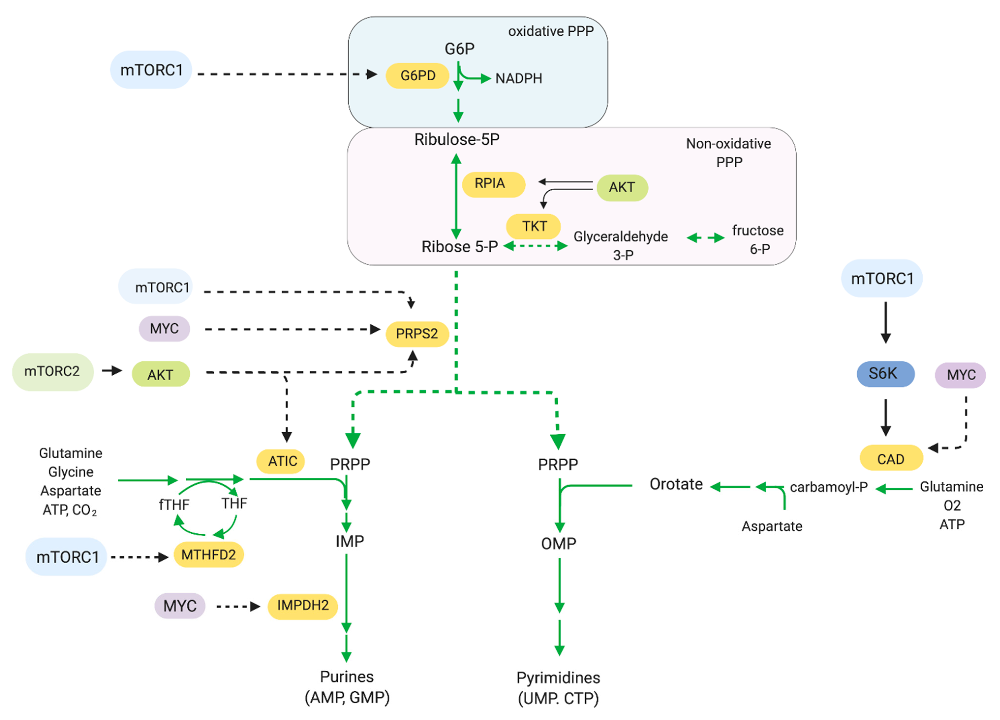 oxidative PPP
G6P
mTORC1
G6PD
NADPH
Ribulose-5P
Non-oxidative
PPP
RPIA
AKT
TKT
Ribose 5-P
Glyceraldehyde
3-P
fructose
6-P
mTORC1
MYC
PRPS2
mTORC2
AKT
mTORC1
S6K
MYC
CAD
Glutamine
Glycine
Aspartate
ATP, CO₂
ATIC
PRPP
PRPP
fTHF
THF
Orotate
carbamoyl-P
Glutamine
O2
ATP
Aspartate
IMP
OMP
mTORC1
MTHFD2
MYC
IMPDH2
Purines
(AMP, GMP)
Pyrimidines
(UMP. CTP)